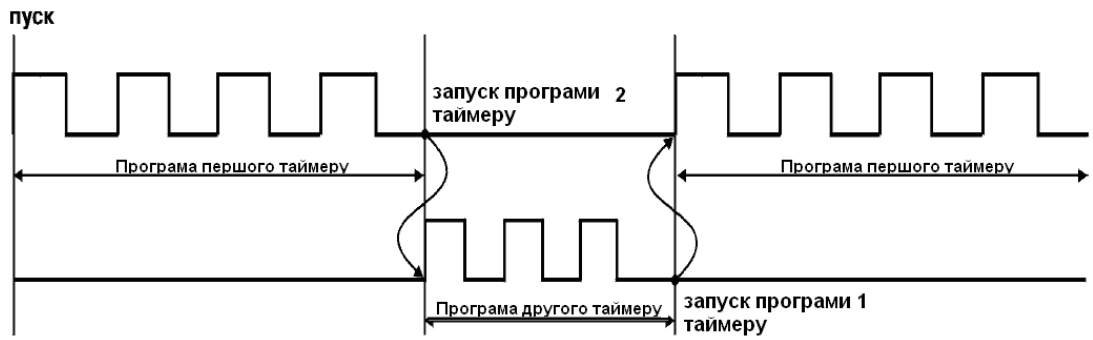 пуск
запуск програми 2
таймеру
Програма першого таймеру
Програма першого таймеру
Програма другого таймеру
запуск програми 1
таймеру